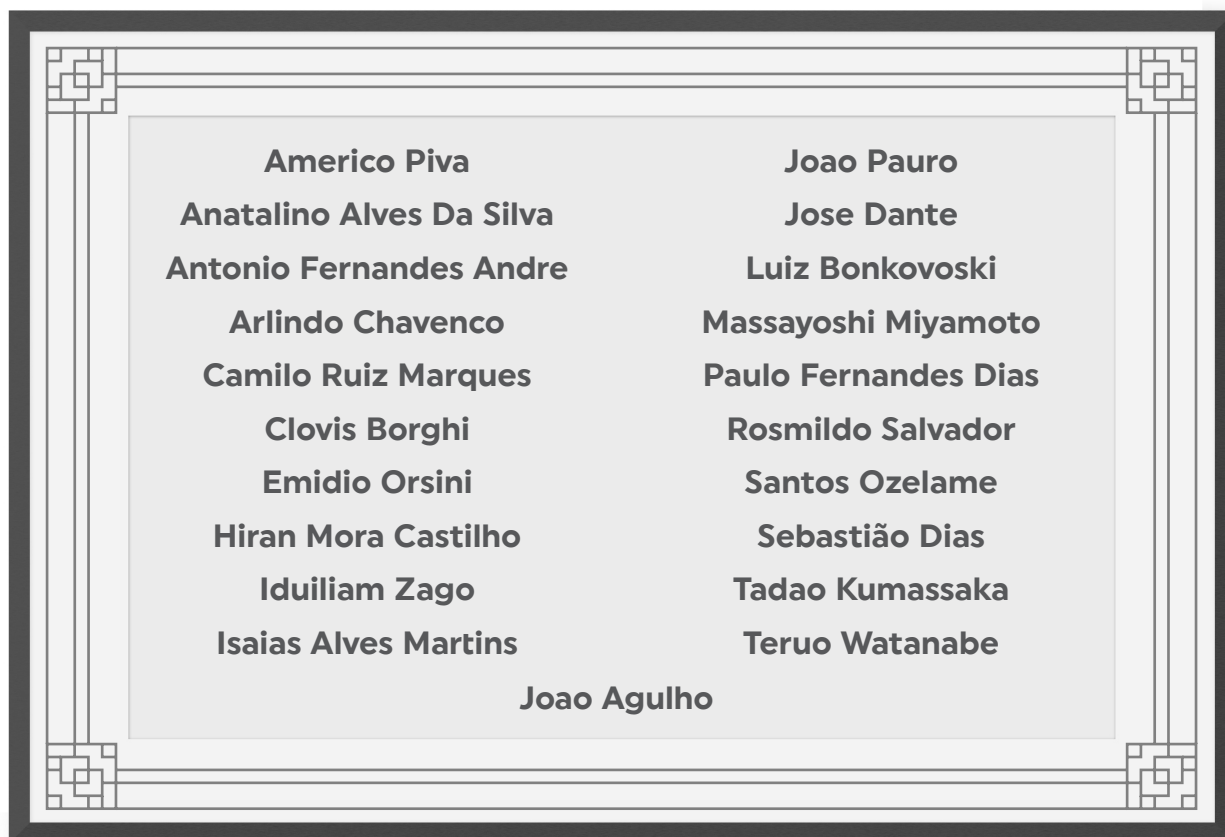 Americo Piva
Anatalino Alves Da Silva
Antonio Fernandes Andre
Arlindo Chavenco
Camilo Ruiz Marques
Clovis Borghi
Emidio Orsini
Hiran Mora Castilho
Iduiliam Zago
Isaias Alves Martins
Joao Agulho
Joao Pauro
Jose Dante
Luiz Bonkovoski
Massayoshi Miyamoto
Paulo Fernandes Dias
Rosmildo Salvador
Santos Ozelame
Sebastião Dias
Tadao Kumassaka
Teruo Watanabe